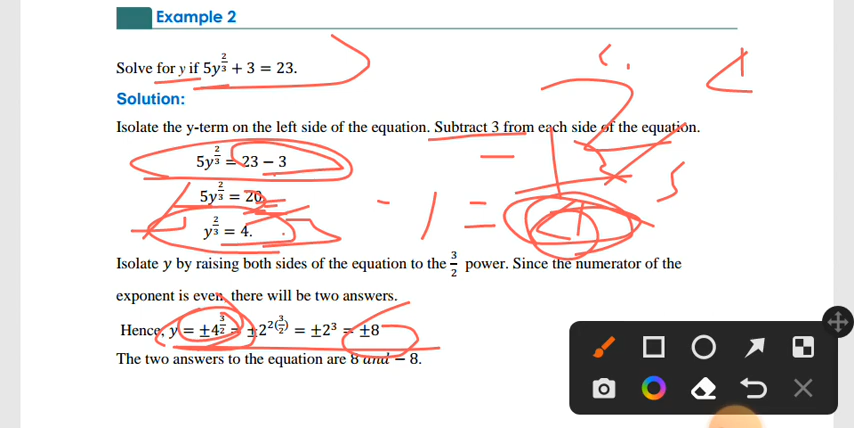 Example 2
Solve for y if 5y^(2/3) + 3 = 23.
Solution:
Isolate the y-term on the left side of the equation. Subtract 3 from each side of the equation.
5y^(2/3) = 23 – 3
5y^(2/3) = 20
y^(2/3) = 4.
Isolate y by raising both sides of the equation to the 3/2 power. Since the numerator of the
exponent is even, there will be two answers.
Hence, y = ±4^(3/2) = ±2^(2(3/2)) = ±2³ = ±8
The two answers to the equation are 8 and – 8.